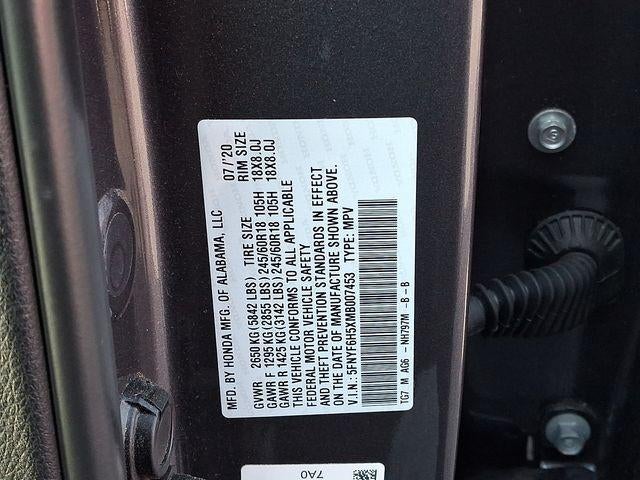 MFD. BY HONDA MFG. OF ALABAMA, LLC 07/'20
TIRE SIZE RIM SIZE
GVWR 2650 KG (5842 LBS)
GAWR F 1295 KG (2855 LBS) 245/60R18 105H 18X8.0J
GAWR R 1425 KG (3142 LBS) 245/60R18 105H 18X8.0J
THIS VEHICLE CONFORMS TO ALL APPLICABLE
FEDERAL MOTOR VEHICLE SAFETY
AND THEFT PREVENTION STANDARDS IN EFFECT
ON THE DATE OF MANUFACTURE SHOWN ABOVE.
V.I.N.: 5FNYF6H5XMB007453 TYPE: MPV
TG7 M AG6 - NH797M -B -B
7A0